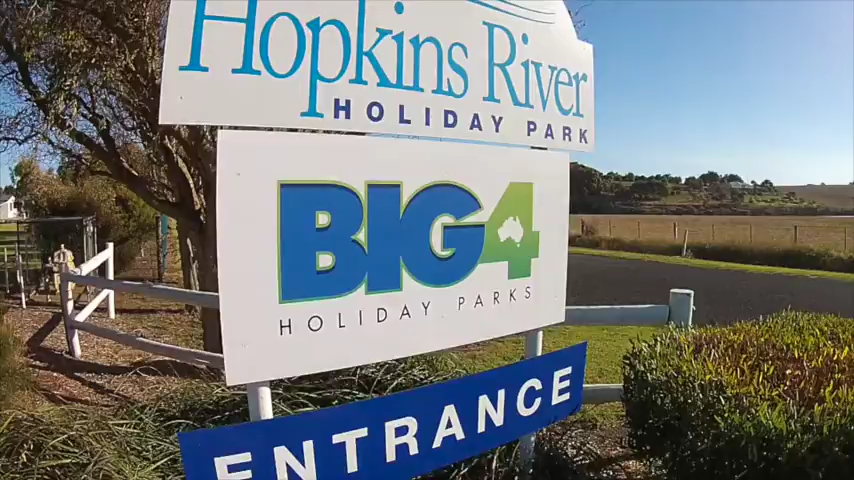 Hopkins River
HOLIDAY PARK
BIG4
HOLIDAY PARKS
ENTRANCE